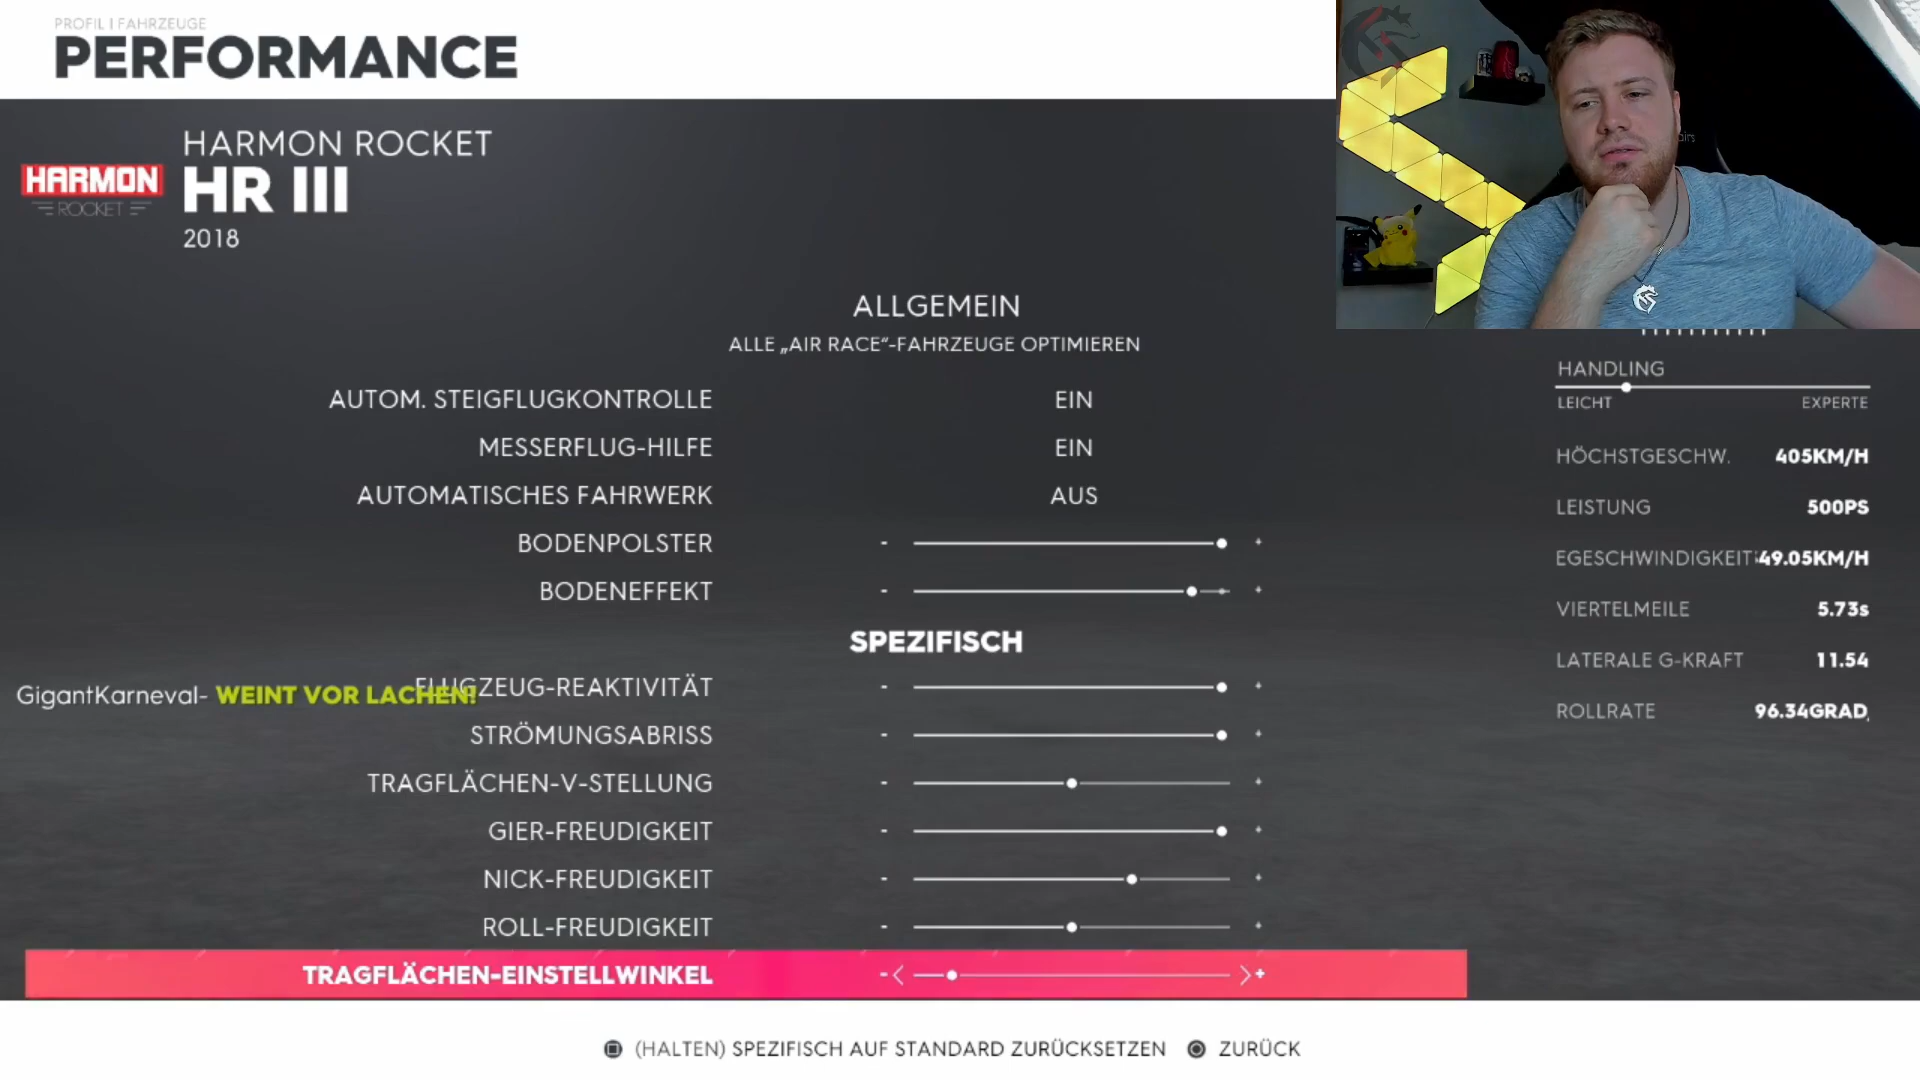 PROFIL | FAHRZEUGE
PERFORMANCE
HARMON
ROCKET
HARMON ROCKET
HR III
2018
ALLGEMEIN
ALLE „AIR RACE“-FAHRZEUGE OPTIMIEREN
AUTOM. STEIGFLUGKONTROLLE EIN
MESSERFLUG-HILFE EIN
AUTOMATISCHES FAHRWERK AUS
BODENPOLSTER - +
BODENEFFEKT - +
SPEZIFISCH
FLUGZEUG-REAKTIVITÄT - +
GigantKarneval- WEINT VOR LACHEN!
STRÖMUNGSABRISS - +
TRAGFLÄCHEN-V-STELLUNG - +
GIER-FREUDIGKEIT - +
NICK-FREUDIGKEIT - +
ROLL-FREUDIGKEIT - +
TRAGFLÄCHEN-EINSTELLWINKEL -< >+
HANDLING
LEICHT EXPERTE
HÖCHSTGESCHW. 405KM/H
LEISTUNG 500PS
EGESCHWINDIGKEIT 49.05KM/H
VIERTELMEILE 5.73s
LATERALE G-KRAFT 11.54
ROLLRATE 96.34GRAD
(HALTEN) SPEZIFISCH AUF STANDARD ZURÜCKSETZEN ZURÜCK